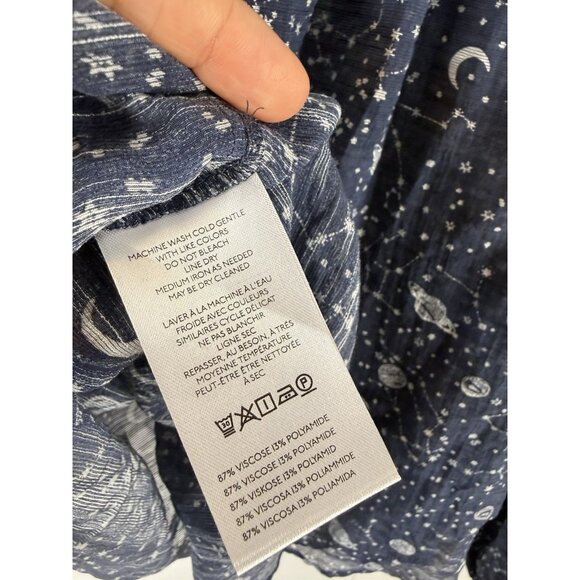 MACHINE WASH COLD GENTLE
WITH LIKE COLORS
DO NOT BLEACH
LINE DRY
MEDIUM IRON AS NEEDED
MAY BE DRY CLEANED
LAVER À LA MACHINE À L'EAU
FROIDE AVEC COULEURS
SIMILAIRES CYCLE DÉLICAT
NE PAS BLANCHIR
LIGNE SEC
REPASSER, AU BESOIN, À TRÈS
MOYENNE TEMPÉRATURE
PEUT-ÊTRE ÊTRE NETTOYÉE
À SEC
30 P
87% VISCOSE 13% POLYAMIDE
87% VISCOSE 13% POLYAMIDE
87% VISKOSE 13% POLYAMID
87% VISCOSA 13% POLIAMMIDE
87% VISCOSA 13% POLIAMIDA